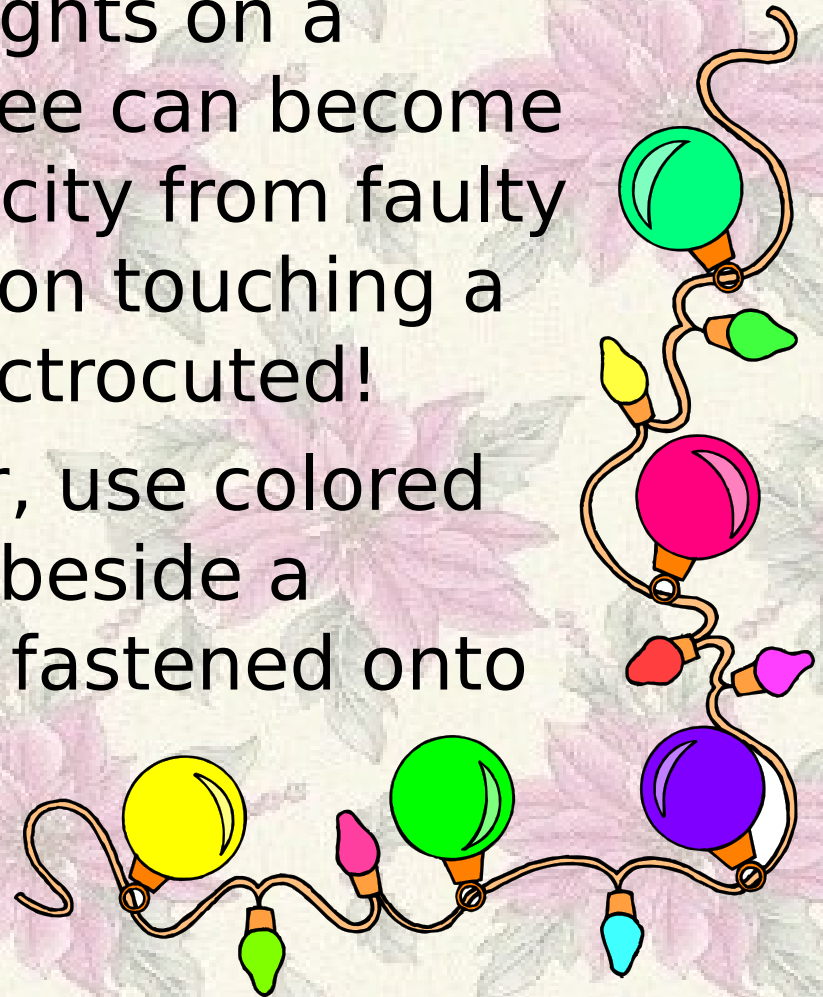 ghts on a
ee can become
city from faulty
on touching a
ctrocuted!
r, use colored
beside a
fastened onto